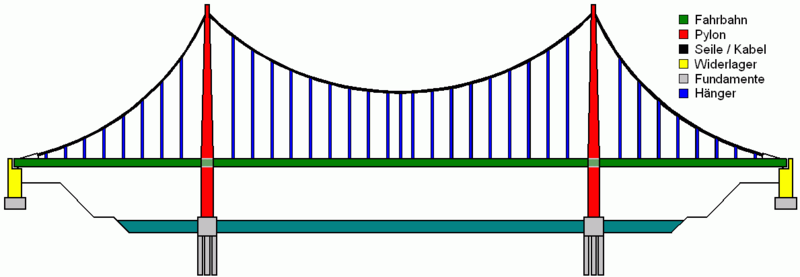 Fahrbahn
Pylon
Seile / Kabel
Widerlager
Fundamente
Hänger